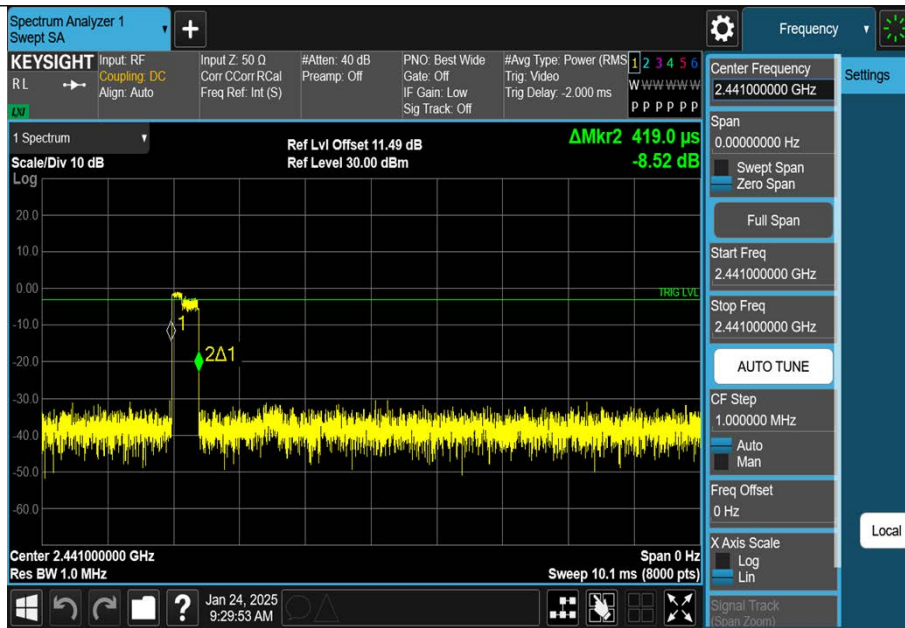 Spectrum Analyzer 1
Swept SA
Frequency
KEYSIGHT
R L
LXI
Input: RF
Coupling: DC
Align: Auto
Input Z: 50 Ω
Corr CCorr RCal
Freq Ref: Int (S)
#Atten: 40 dB
Preamp: Off
PNO: Best Wide
Gate: Off
IF Gain: Low
Sig Track: Off
#Avg Type: Power (RMS
Trig: Video
Trig Delay: -2.000 ms
1 2 3 4 5 6
W W W W W W
P P P P P P
1 Spectrum
Scale/Div 10 dB
Log
Ref Lvl Offset 11.49 dB
Ref Level 30.00 dBm
ΔMkr2 419.0 µs
-8.52 dB
20.0
10.0
0.00
-10.0
-20.0
-30.0
-40.0
-50.0
-60.0
TRIG LVL
1
2Δ1
Center 2.441000000 GHz
Res BW 1.0 MHz
Span 0 Hz
Sweep 10.1 ms (8000 pts)
Jan 24, 2025
9:29:53 AM
Center Frequency
2.441000000 GHz
Span
0.00000000 Hz
Swept Span
Zero Span
Full Span
Start Freq
2.441000000 GHz
Stop Freq
2.441000000 GHz
AUTO TUNE
CF Step
1.000000 MHz
Auto
Man
Freq Offset
0 Hz
X Axis Scale
Log
Lin
Signal Track
(Span Zoom)
Settings
Local